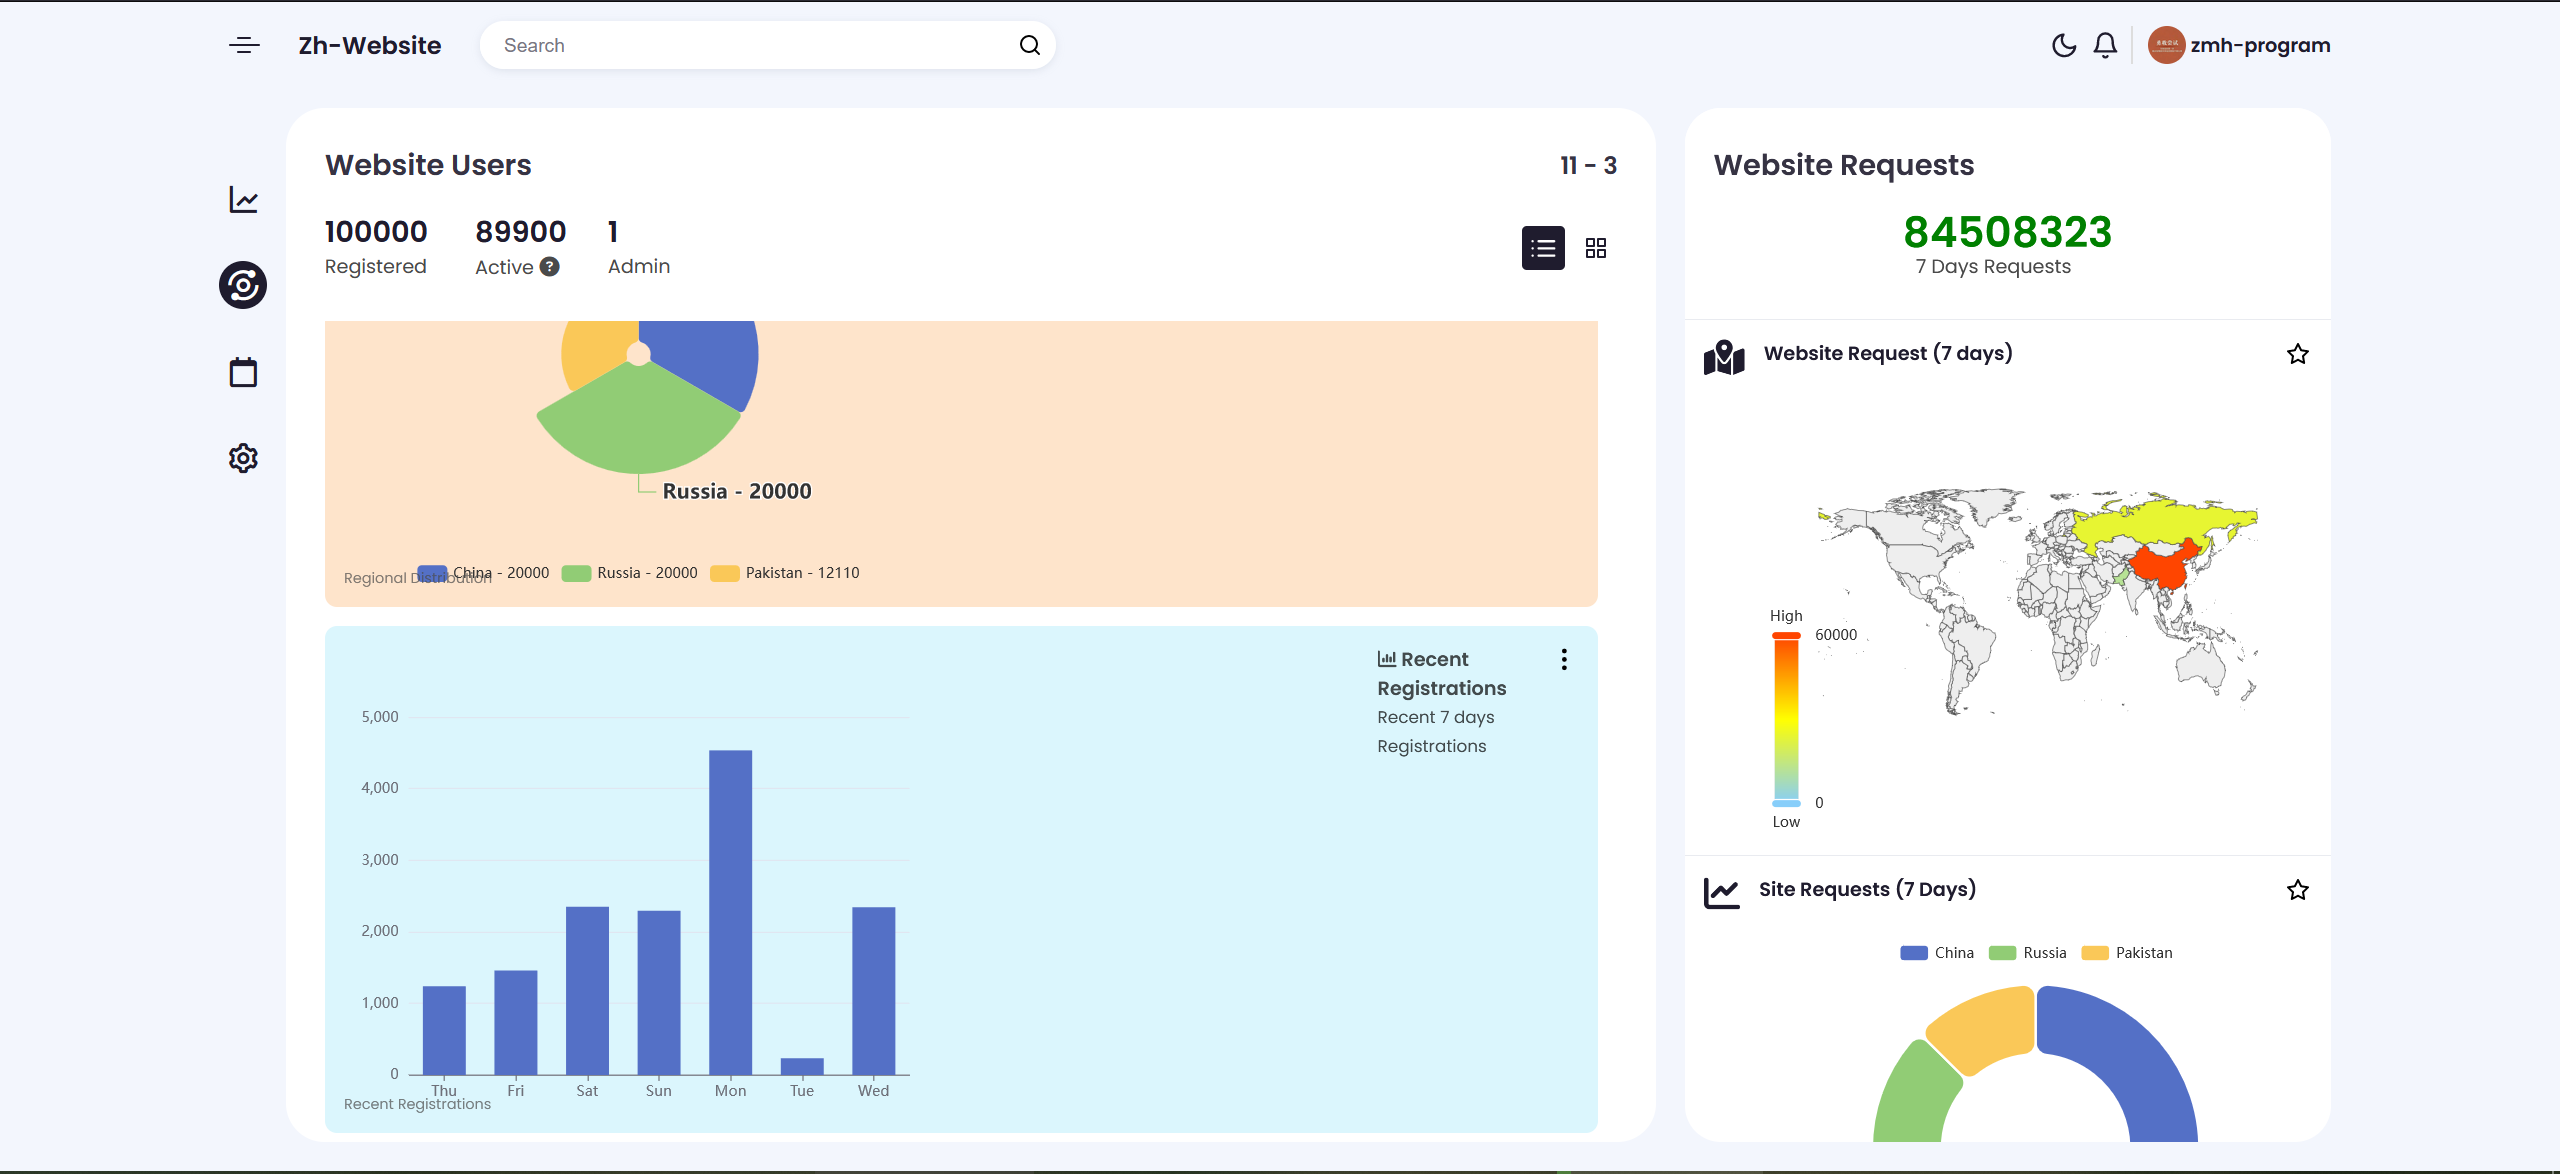 Zh-Website
Search
zmh-program
Website Users
11 - 3
100000
Registered
89900
Active
1
Admin
Russia - 20000
China - 20000
Russia - 20000
Pakistan - 12110
Regional Distribution
Recent
Registrations
Recent 7 days
Registrations
5,000
4,000
3,000
2,000
1,000
0
Thu Fri Sat Sun Mon Tue Wed
Recent Registrations
Website Requests
84508323
7 Days Requests
Website Request (7 days)
High
60000
0
Low
Site Requests (7 Days)
China Russia Pakistan